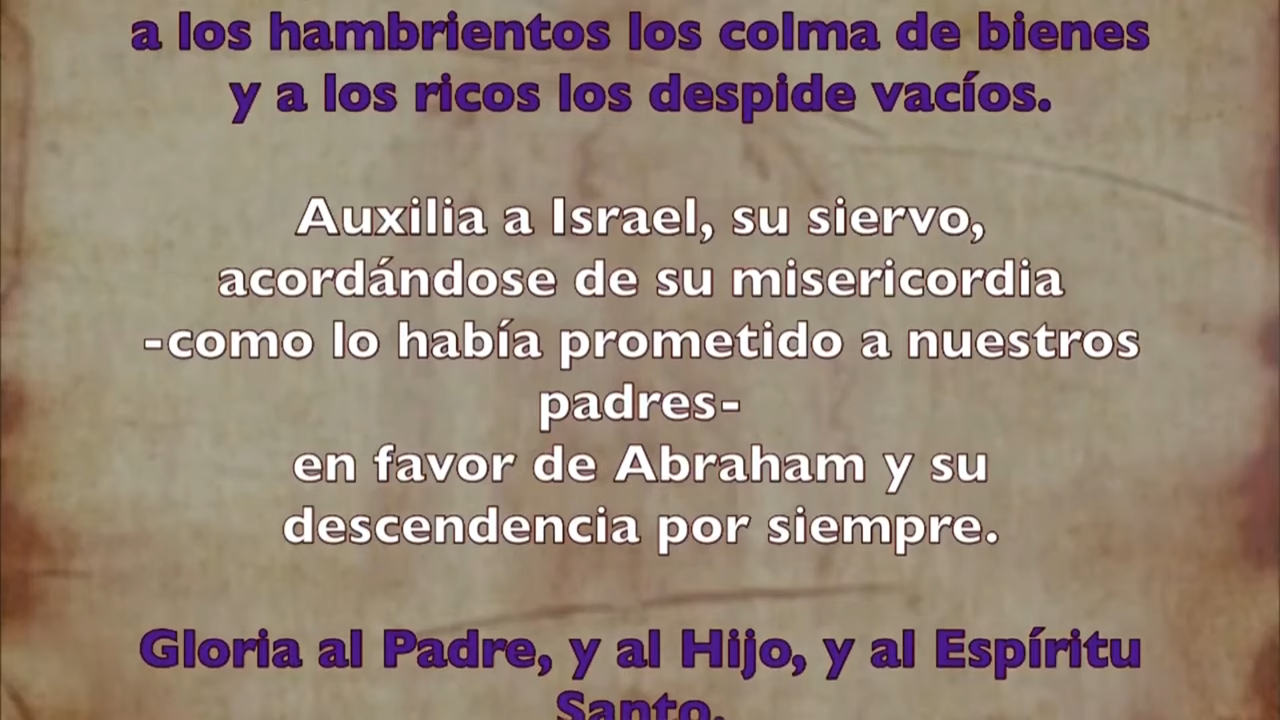 a los hambrientos los colma de bienes
y a los ricos los despide vacíos.
Auxilia a Israel, su siervo,
acordándose de su misericordia
-como lo había prometido a nuestros
padres-
en favor de Abraham y su
descendencia por siempre.
Gloria al Padre, y al Hijo, y al Espíritu
Santo.